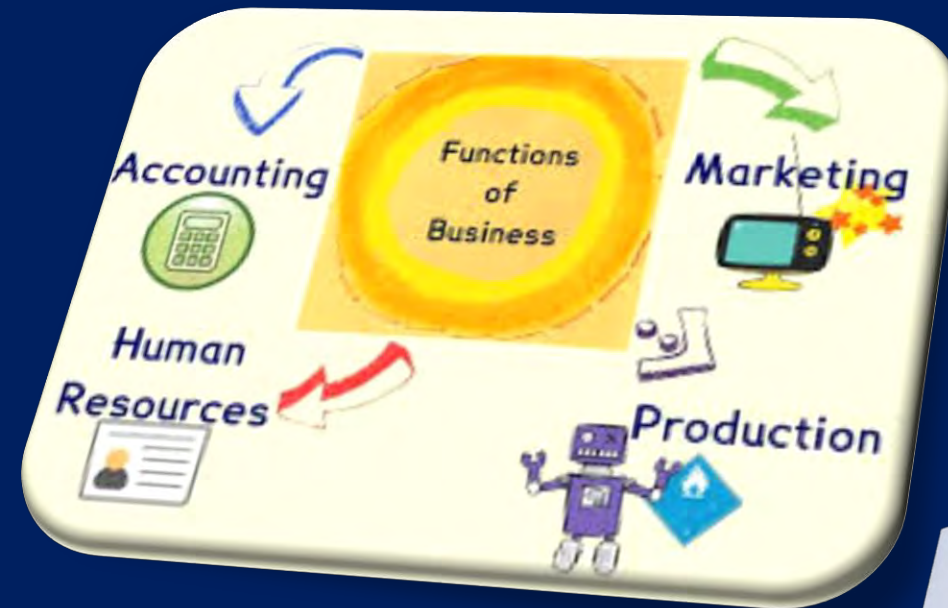 Functions
of
Business
Accounting
Marketing
Human
Resources
Production